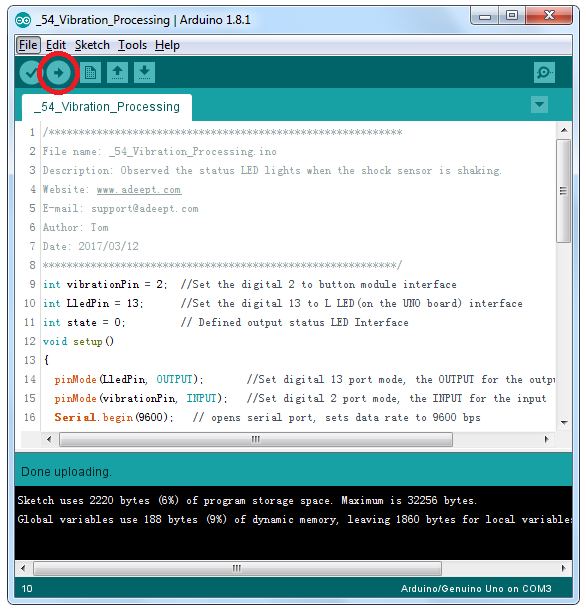 _54_Vibration_Processing | Arduino 1.8.1
File Edit Sketch Tools Help
_54_Vibration_Processing
1 /***********************************************************
2 File name: _54_Vibration_Processing.ino
3 Description: Observed the status LED lights when the shock sensor is shaking.
4 Website: www.adeept.com
5 E-mail: support@adeept.com
6 Author: Tom
7 Date: 2017/03/12
8 ***********************************************************/
9 int vibrationPin = 2;  //Set the digital 2 to button module interface
10 int LledPin = 13;      //Set the digital 13 to L LED(on the UNO board) interface
11 int state = 0;         // Defined output status LED Interface
12 void setup()
13 {
14   pinMode(LledPin, OUTPUT);       //Set digital 13 port mode, the OUTPUT for the outpu
15   pinMode(vibrationPin, INPUT);   //Set digital 2 port mode, the INPUT for the input
16   Serial.begin(9600);   // opens serial port, sets data rate to 9600 bps
Done uploading.
Sketch uses 2220 bytes (6%) of program storage space. Maximum is 32256 bytes.
Global variables use 188 bytes (9%) of dynamic memory, leaving 1860 bytes for local variables
10 Arduino/Genuino Uno on COM3